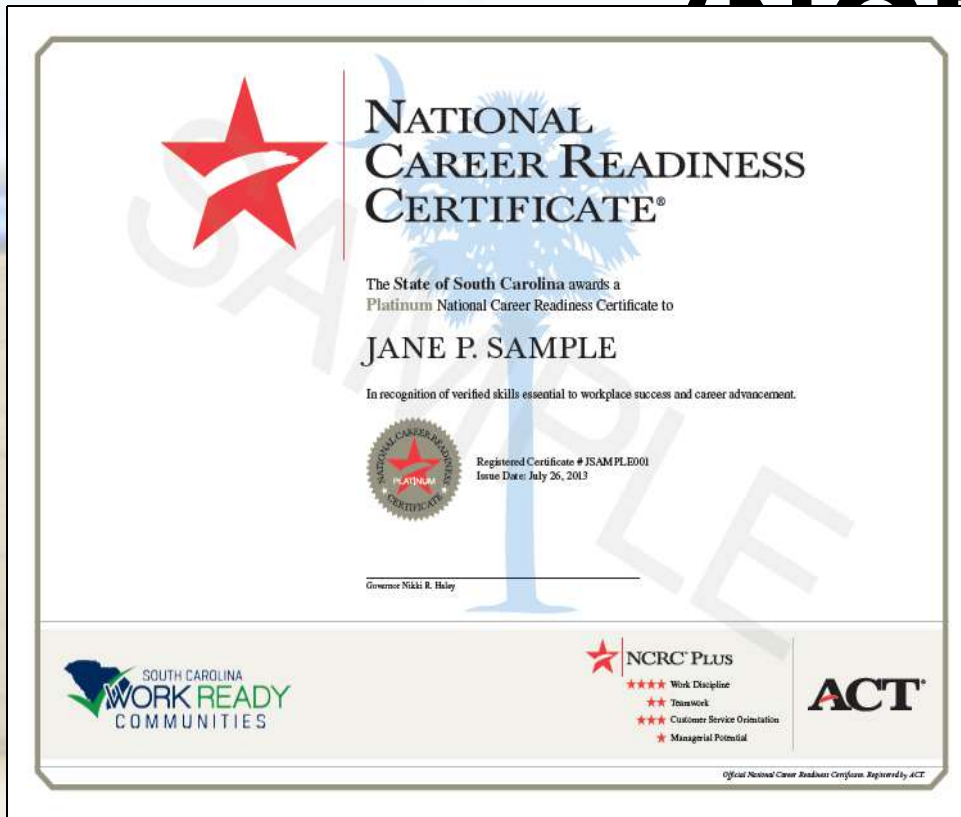 NATIONAL
CAREER READINESS
CERTIFICATE®
The State of South Carolina awards a
Platinum National Career Readiness Certificate to
JANE P. SAMPLE
In recognition of verified skills essential to workplace success and career advancement.
NATIONAL CAREER READINESS
PLATINUM
CERTIFICATE
Registered Certificate # JSAMPLE001
Issue Date: July 26, 2013
Governor Nikki R. Haley
SAMPLE
SOUTH CAROLINA
WORK READY
COMMUNITIES
NCRC® PLUS
Work Discipline
Teamwork
Customer Service Orientation
Managerial Potential
ACT®
Official National Career Readiness Certificate. Registered by ACT.